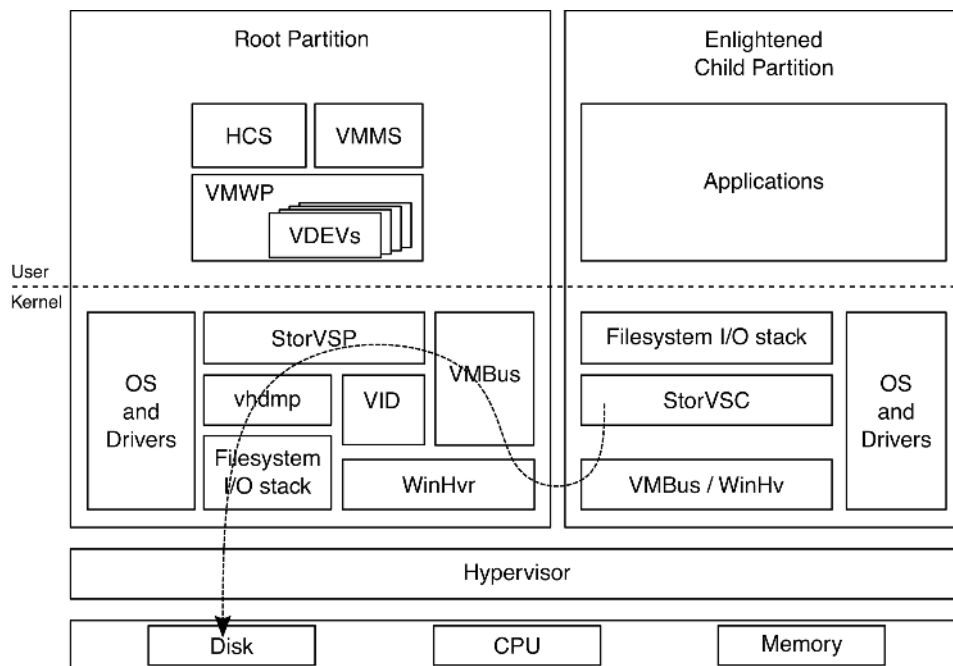 Root Partition
Enlightened
Child Partition
HCS
VMMS
VMWP
VDEVs
Applications
User
Kernel
OS
and
Drivers
StorVSP
vhdmp
VID
VMBus
Filesystem
I/O stack
WinHvr
Filesystem I/O stack
StorVSC
VMBus / WinHv
OS
and
Drivers
Hypervisor
Disk
CPU
Memory